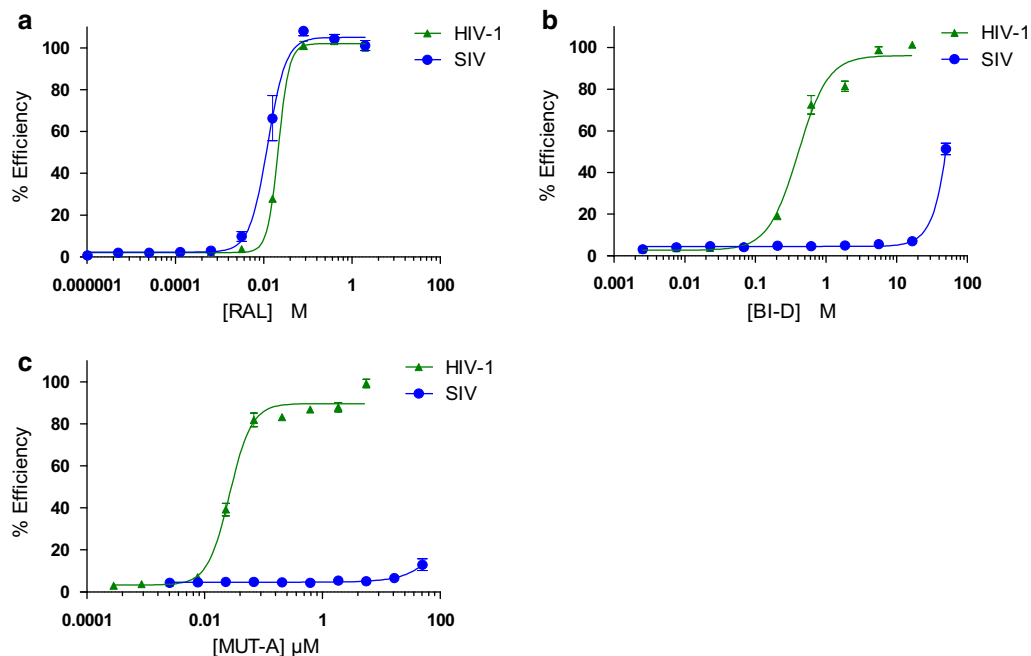 a
HIV-1
SIV
% Efficiency
100
80
60
40
20
0
0.000001
0.0001
0.01
1
100
[RAL] M
b
HIV-1
SIV
% Efficiency
100
80
60
40
20
0
0.001
0.01
0.1
1
10
100
[BI-D] M
c
HIV-1
SIV
% Efficiency
100
80
60
40
20
0
0.0001
0.01
1
100
[MUT-A] µM